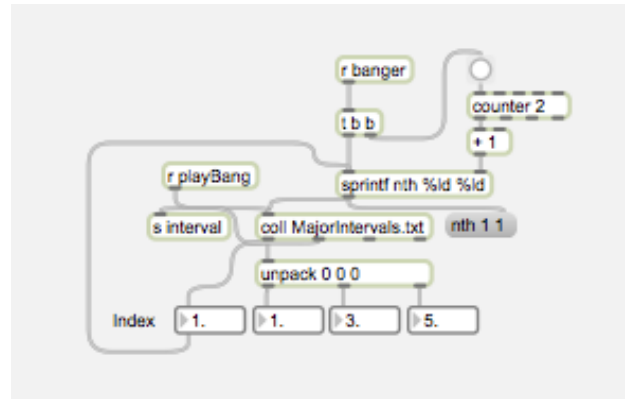 r banger
counter 2
t b b
+ 1
r playBang
sprintf nth %ld %ld
s interval
coll MajorIntervals.txt
nth 1 1
unpack 0 0 0
Index
1.
1.
3.
5.